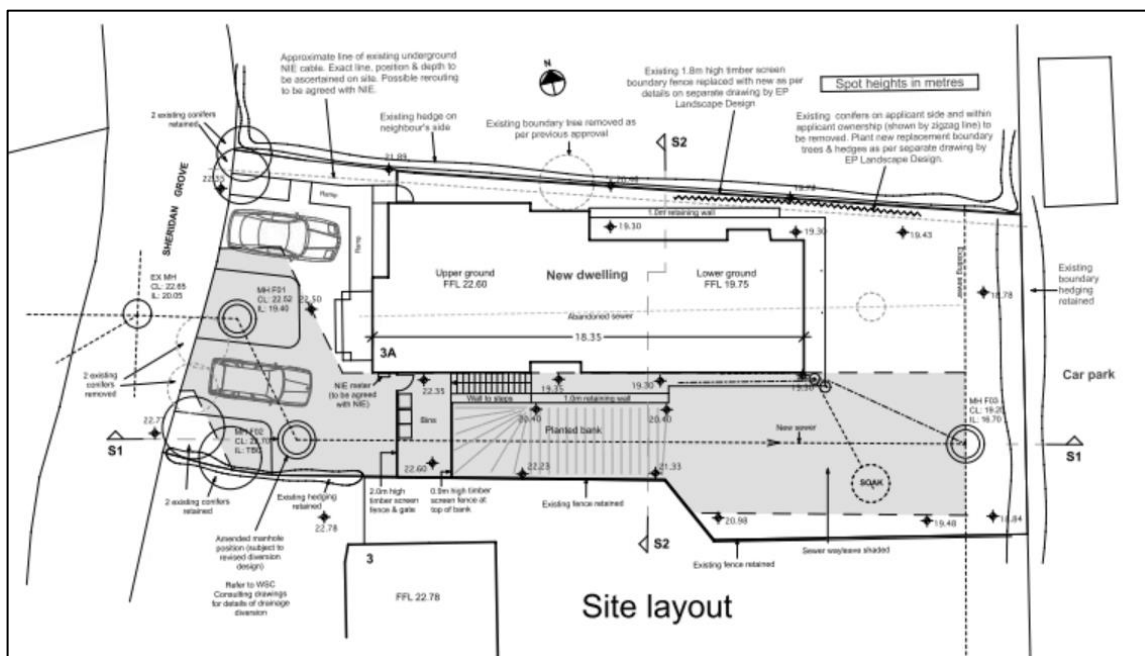 Approximate line of existing underground
NIE cable. Exact line, position & depth to
be ascertained on site. Possible rerouting
to be agreed with NIE.
N
Existing 1.8m high timber screen
boundary fence replaced with new as per
details on separate drawing by EP
Landscape Design
Spot heights in metres
2 existing conifers
retained
Existing hedge on
neighbour's side
Existing boundary tree removed as
per previous approval
S2
Existing conifers on applicant side and within
applicant ownership (shown by zigzag line) to
be removed. Plant new replacement boundary
trees & hedges as per separate drawing by
EP Landscape Design.
SHERIDAN GROVE
22.55
21.89
20.98
19.72
Ramp
Ramp
1.0m retaining wall
19.30
19.30
19.43
Upper ground
FFL 22.60
New dwelling
Lower ground
FFL 19.75
Existing sewer
Existing
boundary
hedging
retained
EX MH
CL: 22.65
IL: 20.05
MH F01
CL: 22.52
IL: 19.40
22.50
18.78
Abandoned sewer
18.35
3A
2 existing
conifers
removed
NIE meter
(to be agreed
with NIE)
22.35
19.35
19.30
Car park
Wall to steps
1.0m retaining wall
Bins
20.40
20.40
Planted bank
MH F03
CL: 19.20
IL: 16.70
MH F02
CL: 22.70
IL: TBC
New sewer
S1
S1
22.60
22.23
21.33
SOAK
2 existing conifers
retained
Existing hedging
retained
2.0m high
timber screen
fence & gate
0.9m high timber
screen fence at
top of bank
Existing fence retained
22.78
20.98
19.48
18.84
Amended manhole
position (subject to
revised diversion
design)
Refer to WSC
Consulting drawings
for details of drainage
diversion
S2
Existing fence retained
Sewer wayleave shaded
3
FFL 22.78
Site layout